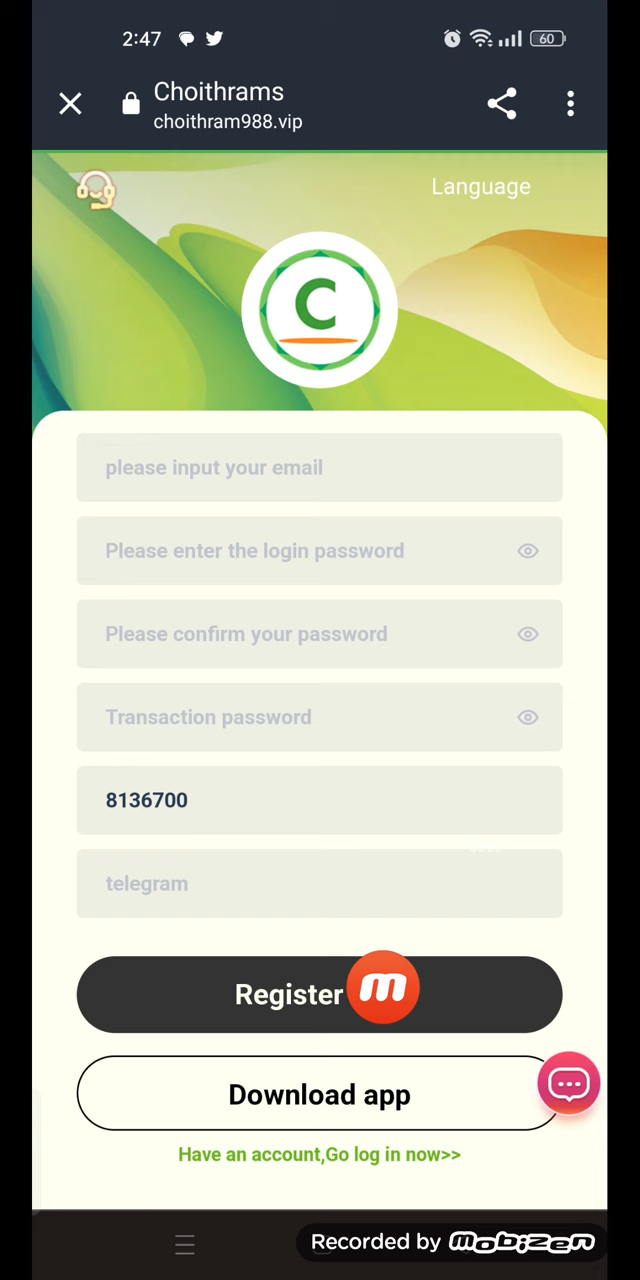 2:47
60
Choithrams
choithram988.vip
Language
C
please input your email
Please enter the login password
Please confirm your password
Transaction password
8136700
telegram
Register
m
Download app
Have an account,Go log in now>>
Recorded by mobizen